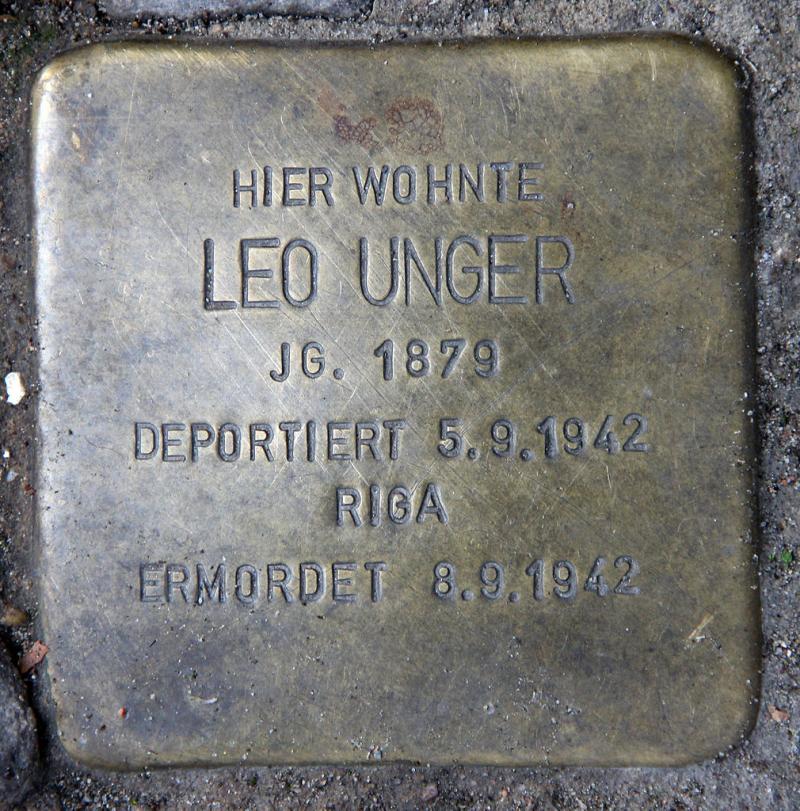 HIER WOHNTE
LEO UNGER
JG. 1879
DEPORTIERT 5.9.1942
RIGA
ERMORDET 8.9.1942